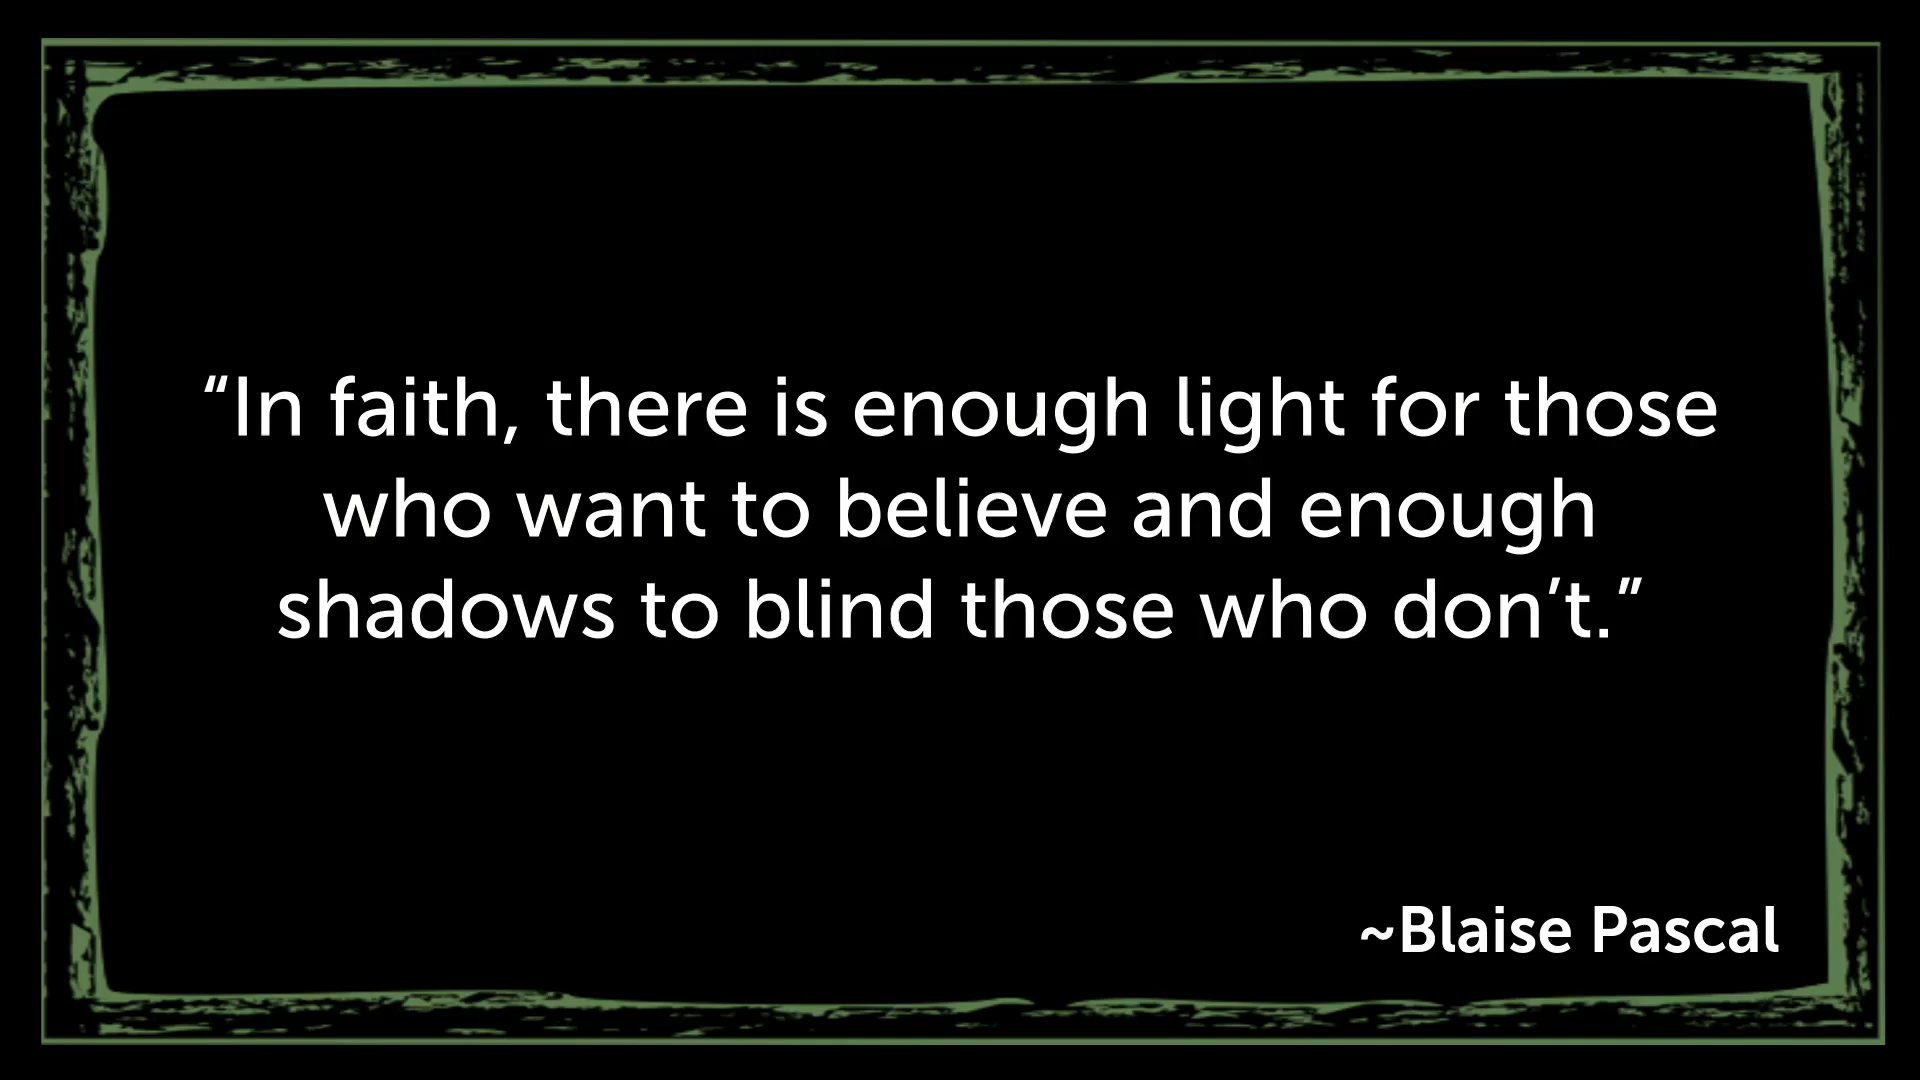 “In faith, there is enough light for those
who want to believe and enough
shadows to blind those who don’t.”
~Blaise Pascal